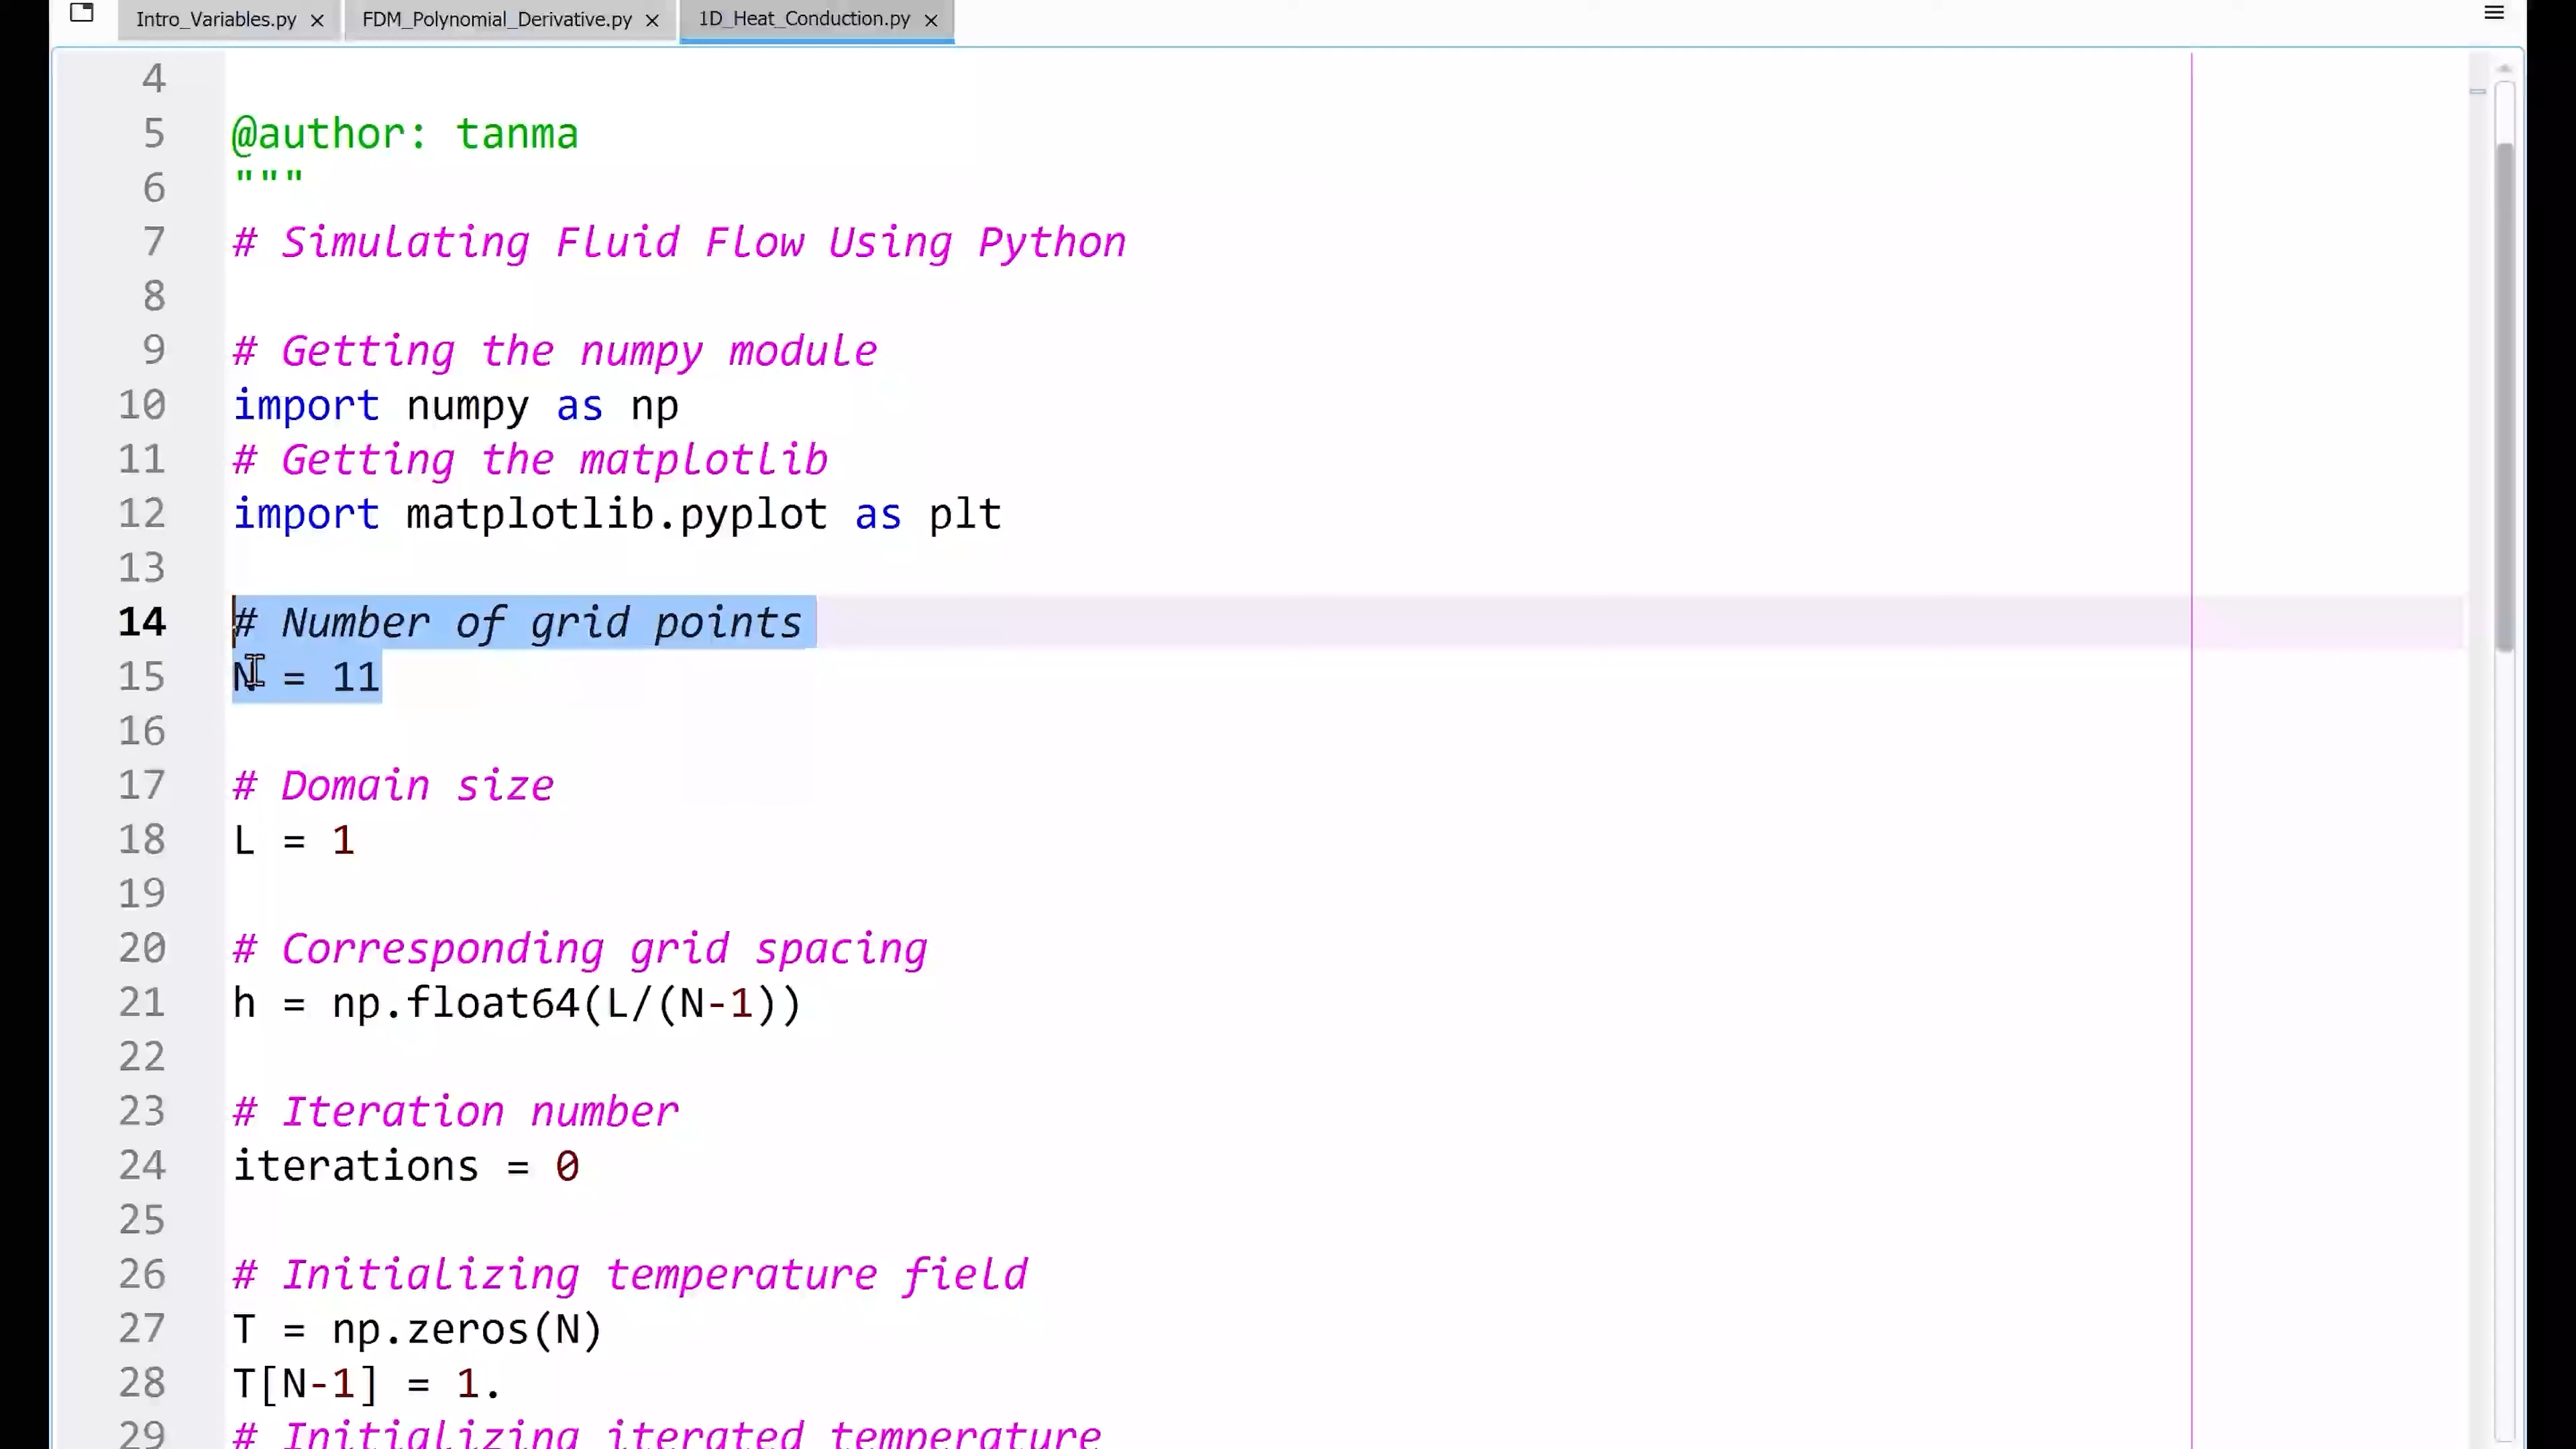 Intro_Variables.py × FDM_Polynomial_Derivative.py × 1D_Heat_Conduction.py ×
4
5 @author: tanma
6 """
7 # Simulating Fluid Flow Using Python
8
9 # Getting the numpy module
10 import numpy as np
11 # Getting the matplotlib
12 import matplotlib.pyplot as plt
13
14 # Number of grid points
15 N = 11
16
17 # Domain size
18 L = 1
19
20 # Corresponding grid spacing
21 h = np.float64(L/(N-1))
22
23 # Iteration number
24 iterations = 0
25
26 # Initializing temperature field
27 T = np.zeros(N)
28 T[N-1] = 1.
29 # Initializing iterated temperature